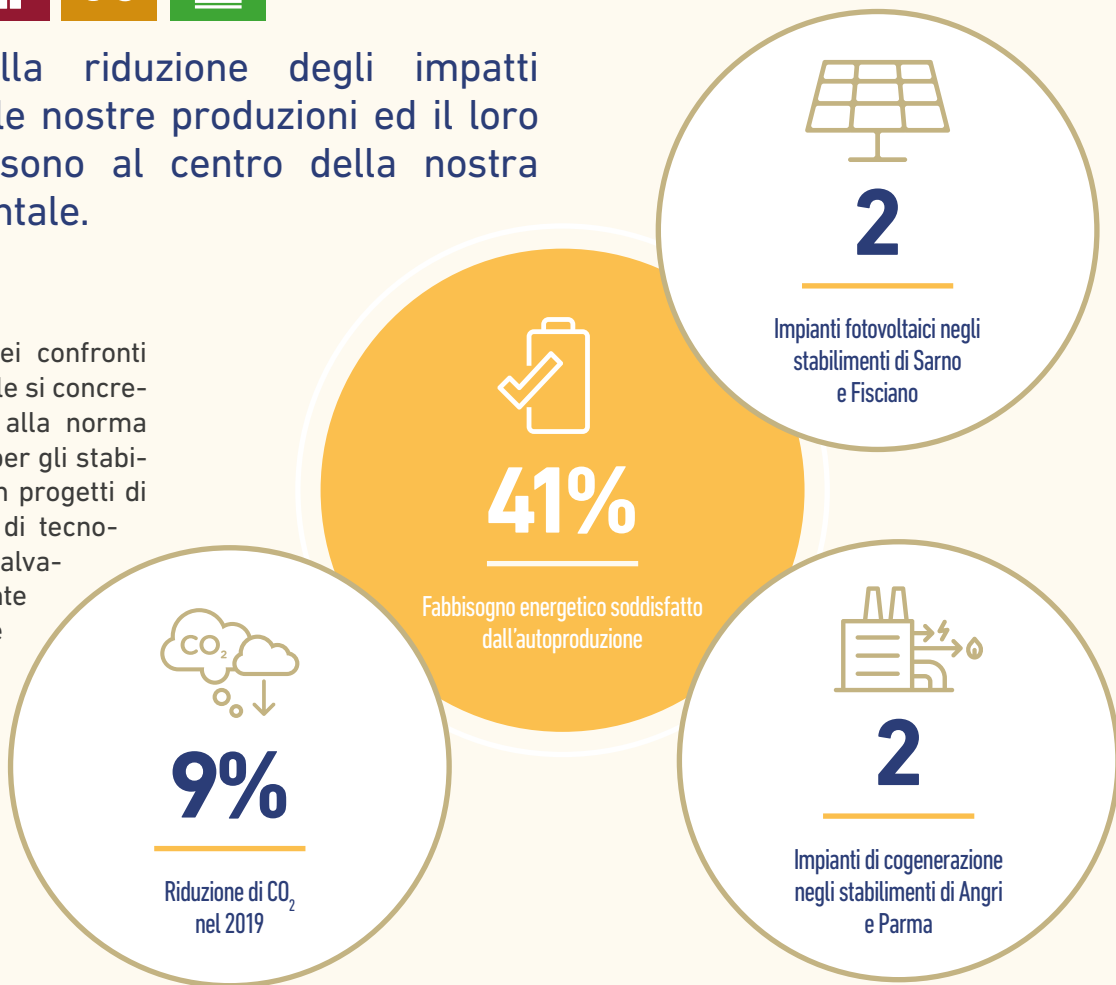 lla riduzione degli impatti
le nostre produzioni ed il loro
sono al centro della nostra
ntale.
ei confronti
le si concre-
alla norma
per gli stabi-
n progetti di
di tecno-
alva-
te
e
2
Impianti fotovoltaici negli
stabilimenti di Sarno
e Fisciano
41%
Fabbisogno energetico soddisfatto
dall'autoproduzione
CO₂
9%
Riduzione di CO₂
nel 2019
2
Impianti di cogenerazione
negli stabilimenti di Angri
e Parma